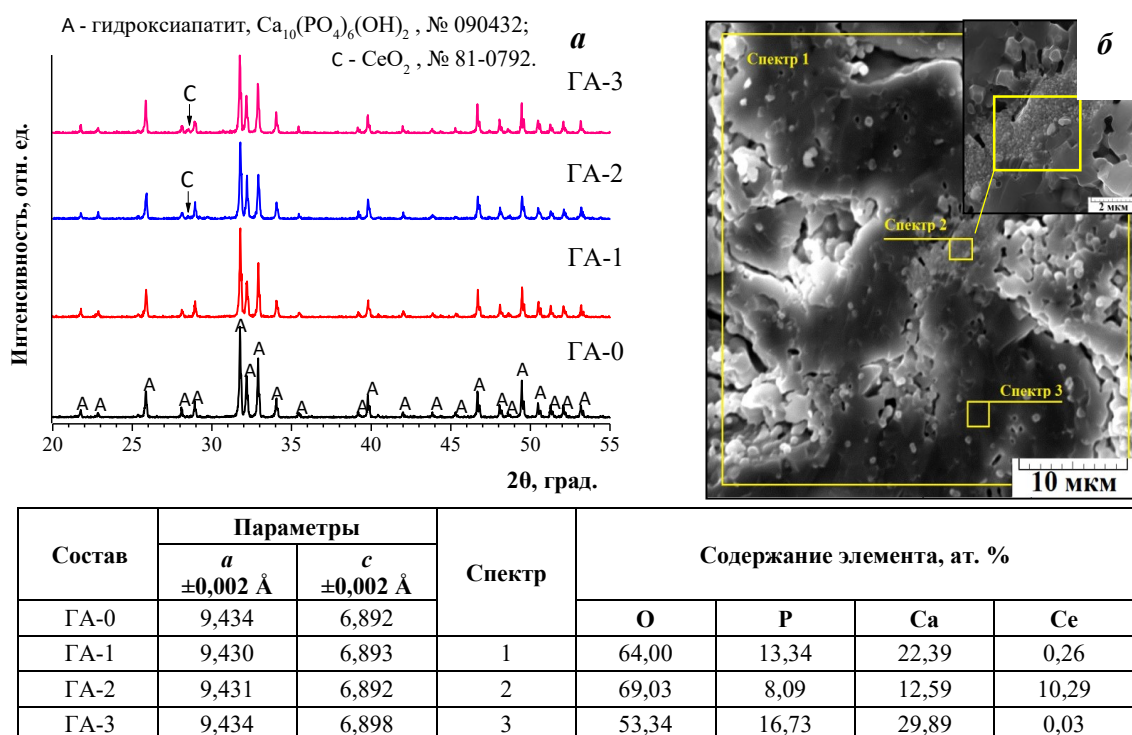 А - гидроксиапатит, Ca₁₀(PO₄)₆(OH)₂ , № 090432;
С - CeO₂ , № 81-0792.
а
Интенсивность, отн. ед.
C
ГА-3
C
ГА-2
ГА-1
ГА-0
A A A A A A A A A A A A A A A A A A A A A A
20 25 30 35 40 45 50 55
2θ, град.
б
Спектр 1
2 мкм
Спектр 2
Спектр 3
10 мкм
Состав Параметры Спектр Содержание элемента, ат. %
a ±0,002 Å c ±0,002 Å
ГА-0 9,434 6,892 O P Ca Ce
ГА-1 9,430 6,893 1 64,00 13,34 22,39 0,26
ГА-2 9,431 6,892 2 69,03 8,09 12,59 10,29
ГА-3 9,434 6,898 3 53,34 16,73 29,89 0,03